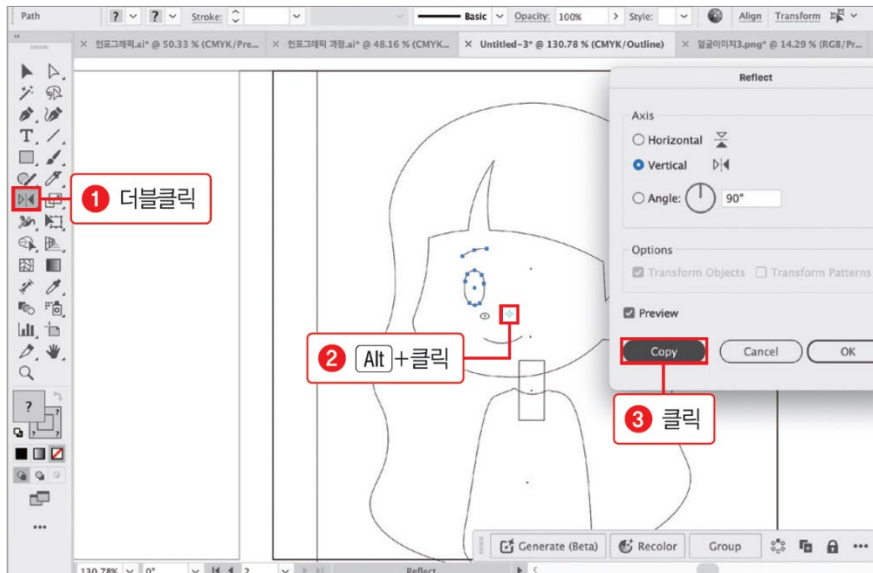 Path
?
?
Stroke:
Basic
Opacity:
100%
Style:
Align
Transform
× 인포그래픽.ai* @ 50.33 % (CMYK/Pre...
× 인포그래픽 과정.ai* @ 48.16 % (CMYK...
× Untitled-3* @ 130.78 % (CMYK/Outline)
× 얼굴이미지3.png* @ 14.29 % (RGB/Pr...
Reflect
Axis
Horizontal
Vertical
Angle:
90°
Options
Transform Objects
Transform Patterns
Preview
Copy
Cancel
OK
1 더블클릭
2 Alt+클릭
3 클릭
T
?
?
?
?
Generate (Beta)
Recolor
Group
130.78%
0°
2
Reflect